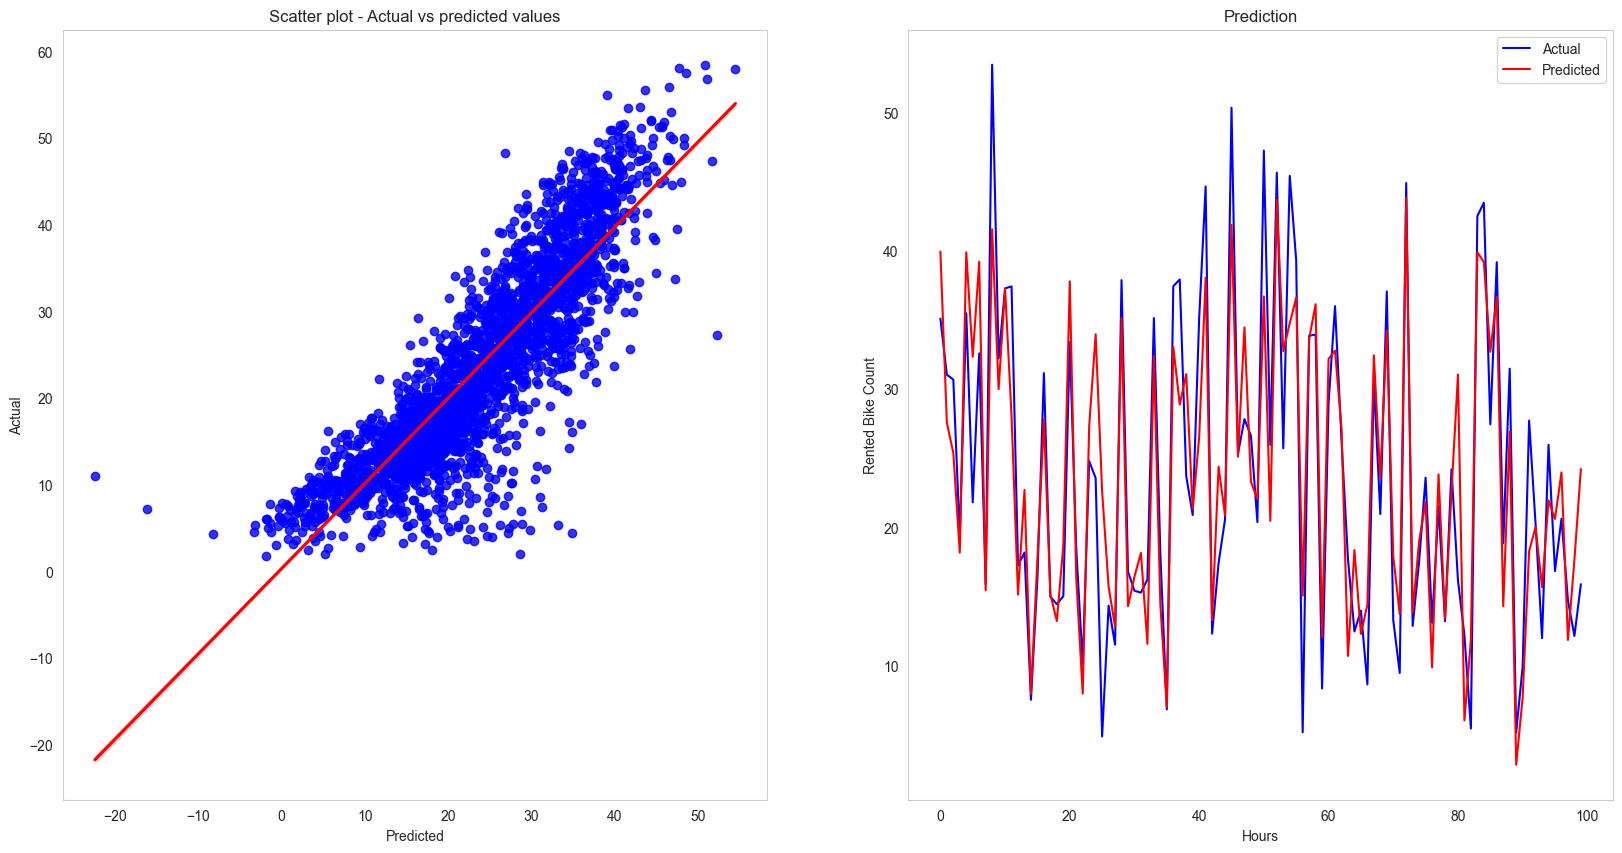 Scatter plot - Actual vs predicted values
60
50
40
30
20
10
0
−10
−20
Actual
−20 −10 0 10 20 30 40 50
Predicted
Prediction
Actual
Predicted
50
40
30
20
10
Rented Bike Count
0 20 40 60 80 100
Hours